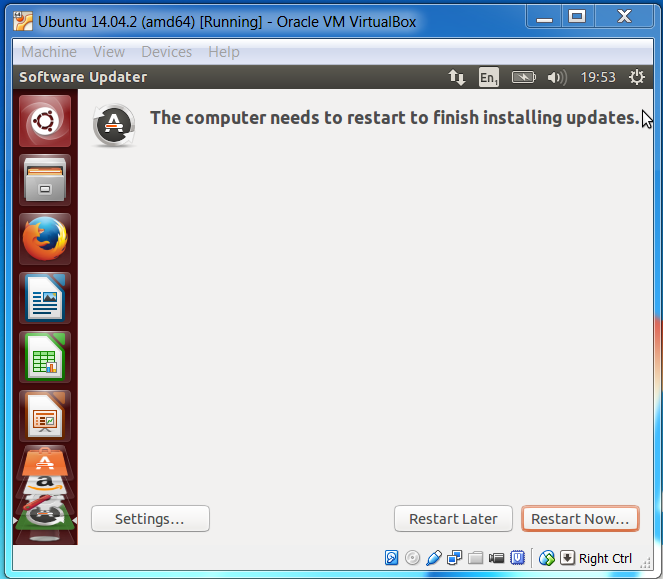 Ubuntu 14.04.2 (amd64) [Running] - Oracle VM VirtualBox
Machine View Devices Help
Software Updater En1 19:53
The computer needs to restart to finish installing updates.
a
Settings... Restart Later Restart Now...
Right Ctrl